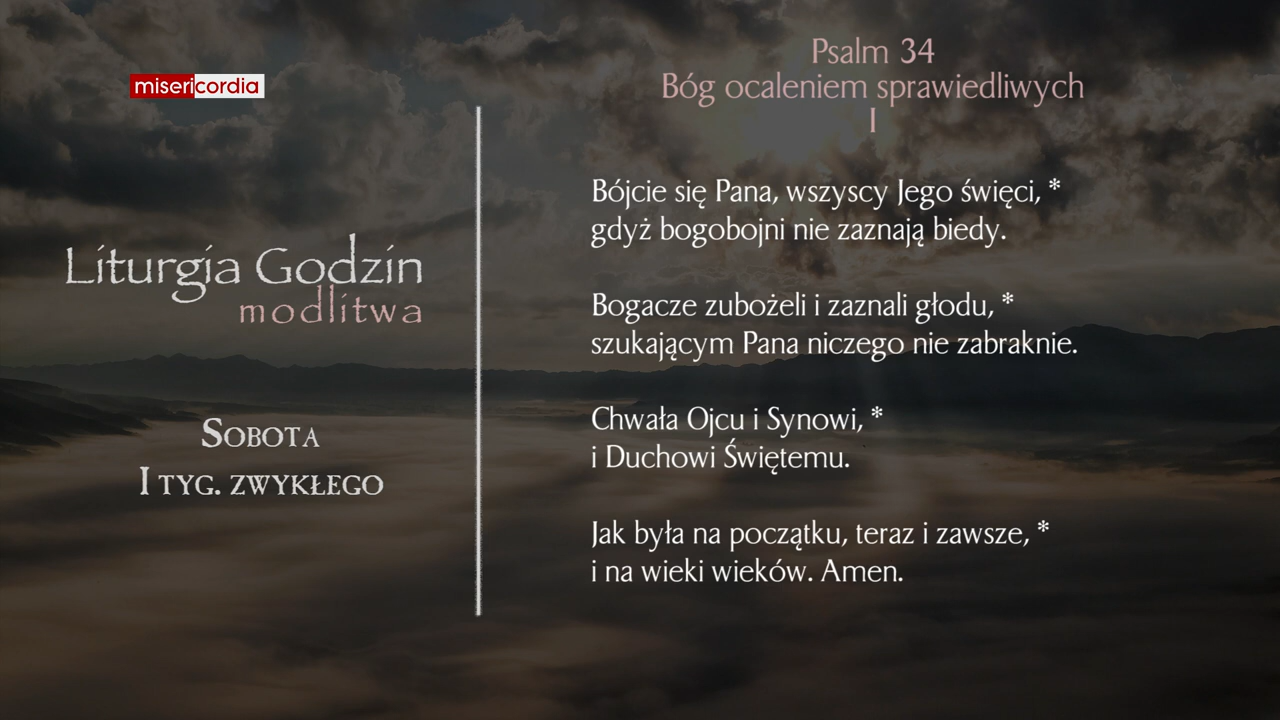 misericordia
Liturgia Godzin
modlitwa
Sobota
I tyg. zwykłego
Psalm 34
Bóg ocaleniem sprawiedliwych
I
Bójcie się Pana, wszyscy Jego święci, *
gdyż bogobojni nie zaznają biedy.
Bogacze zubożeli i zaznali głodu, *
szukającym Pana niczego nie zabraknie.
Chwała Ojcu i Synowi, *
i Duchowi Świętemu.
Jak była na początku, teraz i zawsze, *
i na wieki wieków. Amen.